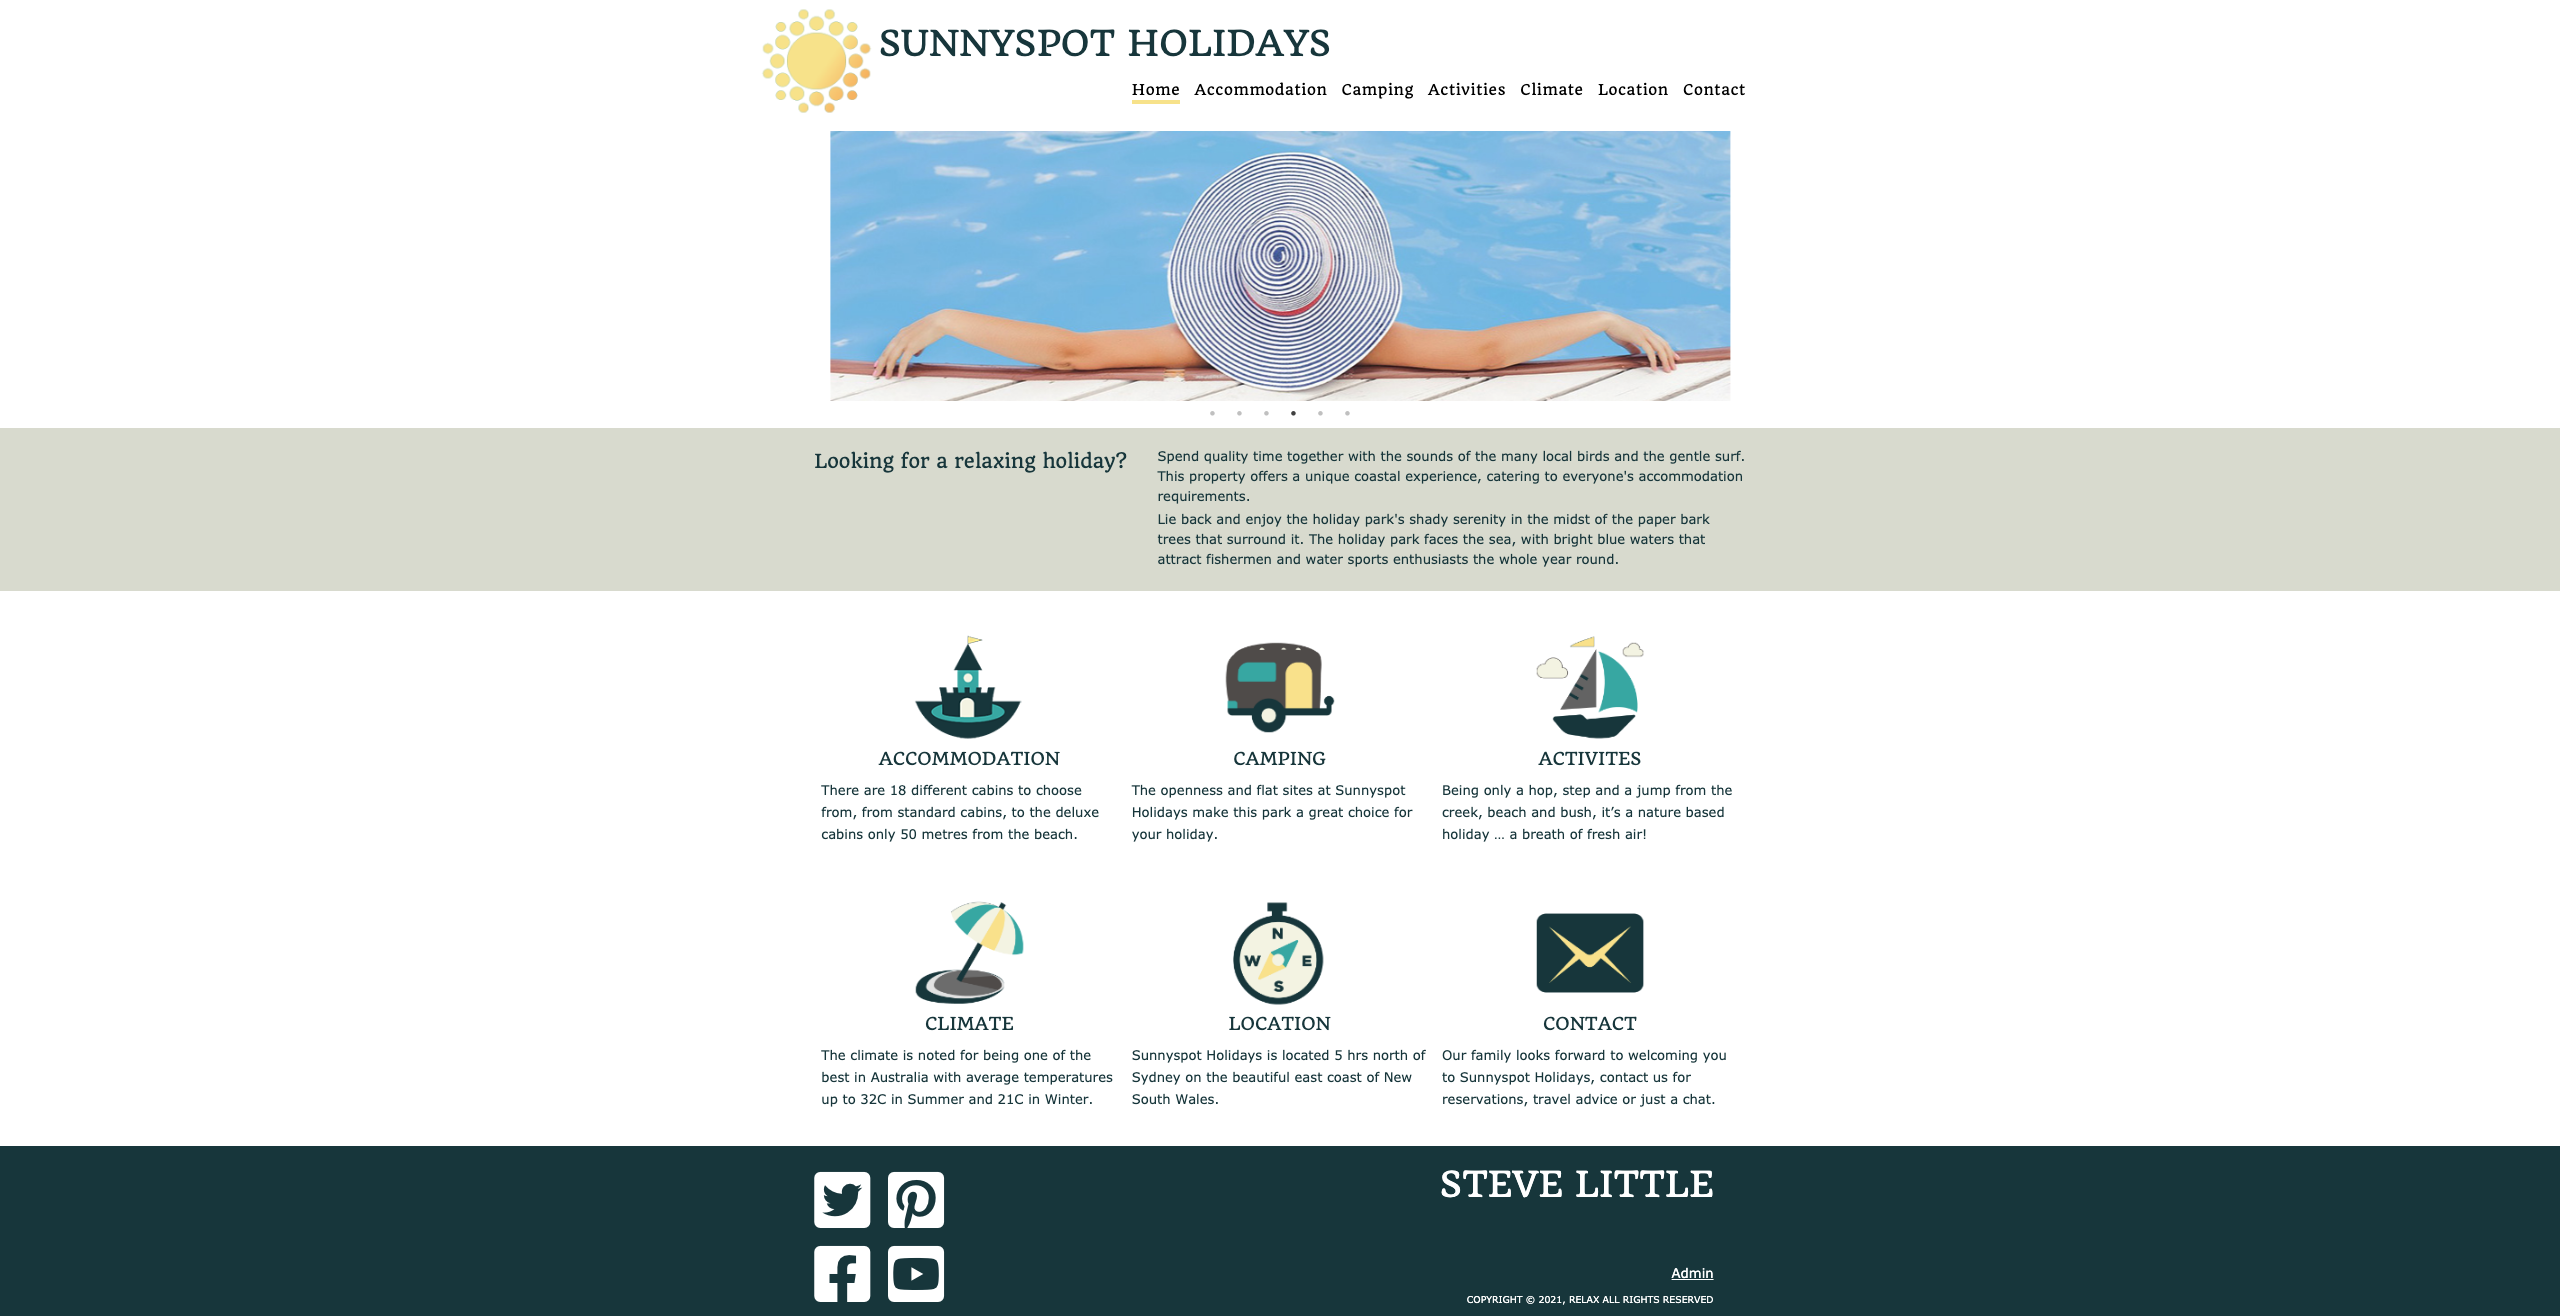 SUNNYSPOT HOLIDAYS
Home Accommodation Camping Activities Climate Location Contact
Looking for a relaxing holiday?
Spend quality time together with the sounds of the many local birds and the gentle surf.
This property offers a unique coastal experience, catering to everyone's accommodation
requirements.
Lie back and enjoy the holiday park's shady serenity in the midst of the paper bark
trees that surround it. The holiday park faces the sea, with bright blue waters that
attract fishermen and water sports enthusiasts the whole year round.
ACCOMMODATION
There are 18 different cabins to choose
from, from standard cabins, to the deluxe
cabins only 50 metres from the beach.
CAMPING
The openness and flat sites at Sunnyspot
Holidays make this park a great choice for
your holiday.
ACTIVITES
Being only a hop, step and a jump from the
creek, beach and bush, it’s a nature based
holiday … a breath of fresh air!
CLIMATE
The climate is noted for being one of the
best in Australia with average temperatures
up to 32C in Summer and 21C in Winter.
N
W E
S
LOCATION
Sunnyspot Holidays is located 5 hrs north of
Sydney on the beautiful east coast of New
South Wales.
CONTACT
Our family looks forward to welcoming you
to Sunnyspot Holidays, contact us for
reservations, travel advice or just a chat.
STEVE LITTLE
Admin
COPYRIGHT © 2021, RELAX ALL RIGHTS RESERVED